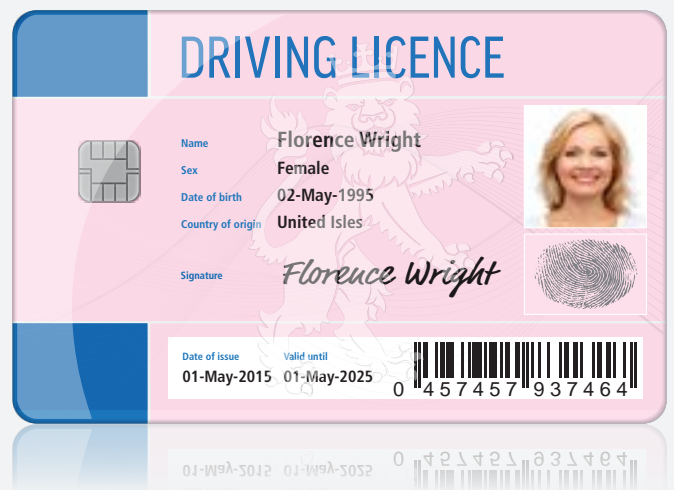 DRIVING LICENCE
Name Florence Wright
Sex Female
Date of birth 02-May-1995
Country of origin United Isles
Signature Florence Wright
Date of issue Valid until
01-May-2015 01-May-2025
0 457457 937464